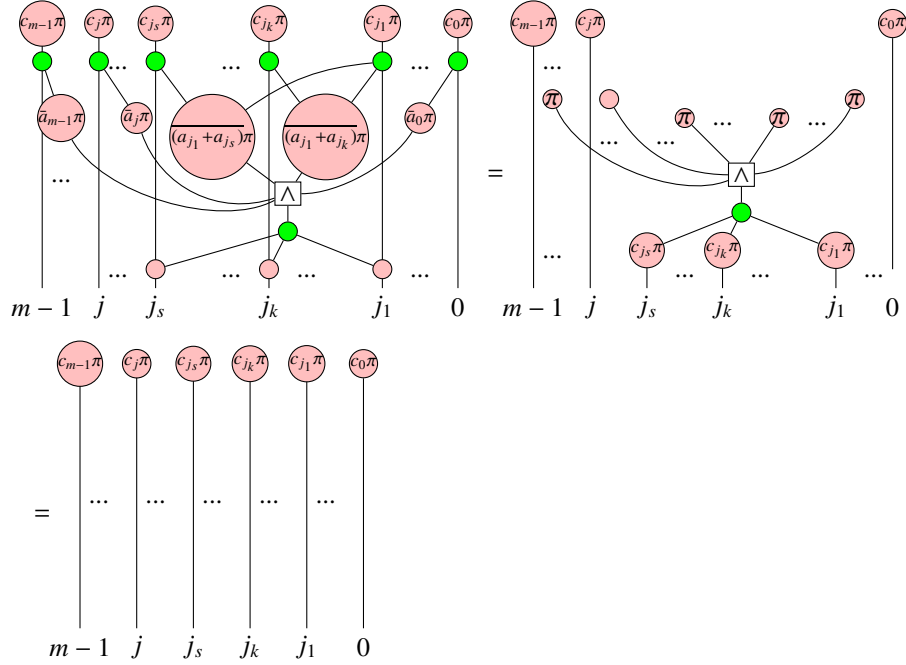 c_{m−1}π c_jπ c_{j_s}π c_{j_k}π c_{j_1}π c_0π c_{m−1}π c_jπ c_0π
... ... ... ... ...
ā_{m−1}π ā_jπ \overline{(a_{j_1}+a_{j_s})}π \overline{(a_{j_1}+a_{j_k})}π ā_0π π π π π
... ... ... ... ...
... ∧ = ∧
c_{j_s}π c_{j_k}π c_{j_1}π
... ... ... ... ... ... ... ...
m − 1 j j_s j_k j_1 0 m − 1 j j_s j_k j_1 0
c_{m−1}π c_jπ c_{j_s}π c_{j_k}π c_{j_1}π c_0π
= ... ... ... ... ...
m − 1 j j_s j_k j_1 0